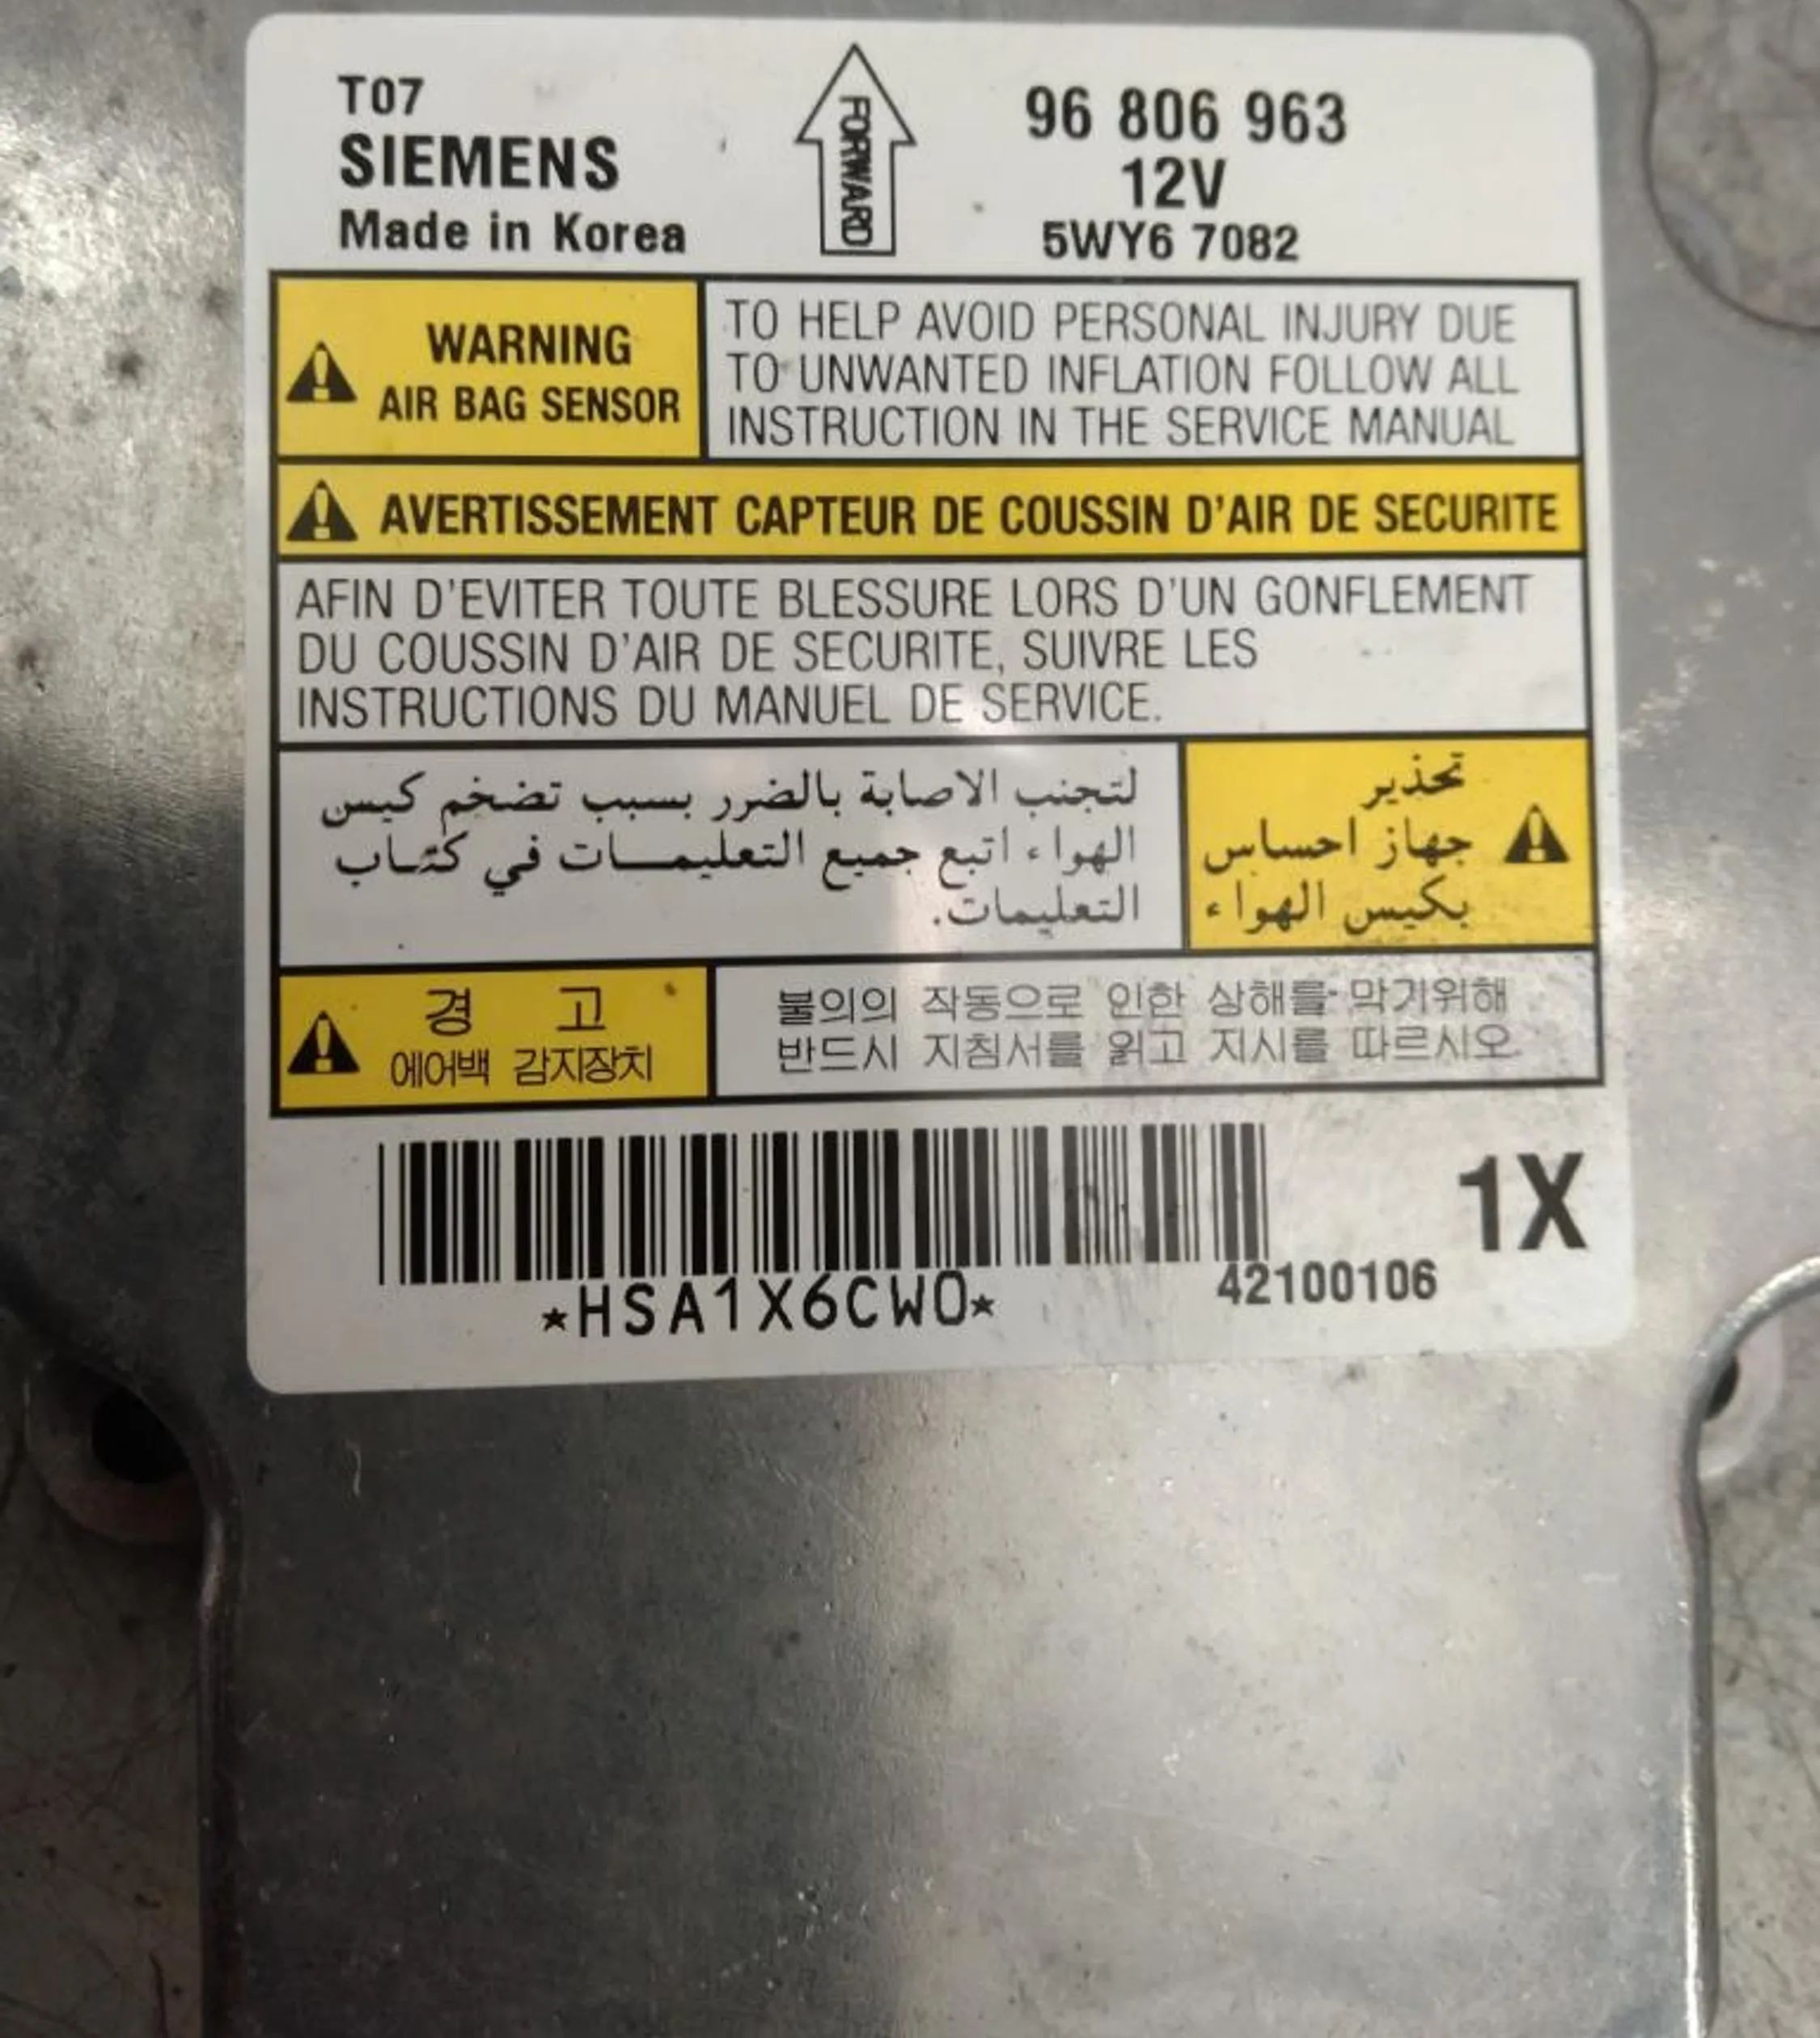 T07
SIEMENS
Made in Korea
FORWARD
96 806 963
12V
5WY6 7082
WARNING
AIR BAG SENSOR
TO HELP AVOID PERSONAL INJURY DUE
TO UNWANTED INFLATION FOLLOW ALL
INSTRUCTION IN THE SERVICE MANUAL
AVERTISSEMENT CAPTEUR DE COUSSIN D'AIR DE SECURITE
AFIN D'EVITER TOUTE BLESSURE LORS D'UN GONFLEMENT
DU COUSSIN D'AIR DE SECURITE, SUIVRE LES
INSTRUCTIONS DU MANUEL DE SERVICE.
تحذير
جهاز احساس
بكيس الهواء
لتجنب الاصابة بالضرر بسبب تضخم كيس
الهواء اتبع جميع التعليمـــات في كتـاب
التعليمات.
경 고
에어백 감지장치
불의의 작동으로 인한 상해를 막기위해
반드시 지침서를 읽고 지시를 따르시오
1X
42100106
*HSA1X6CW0*